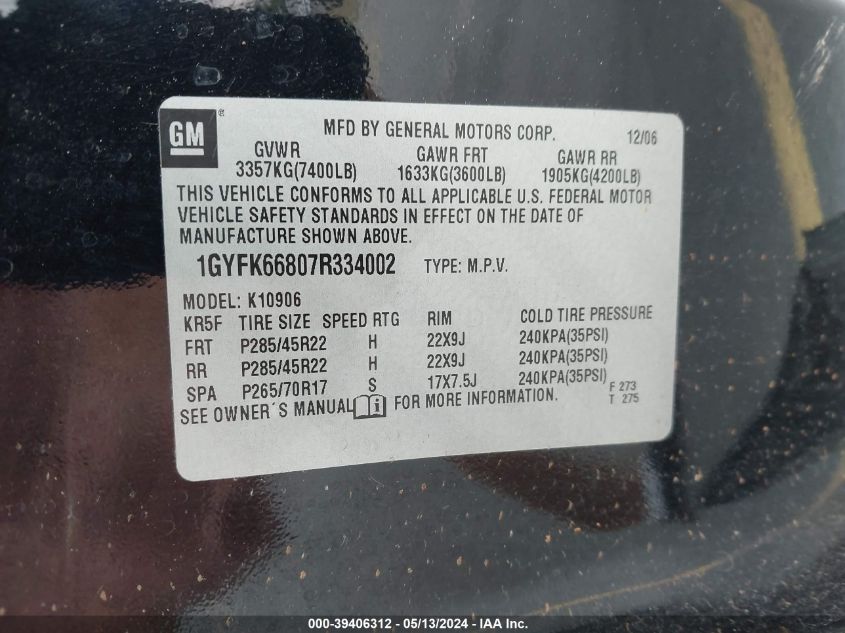 GM ®
MFD BY GENERAL MOTORS CORP. 12/06
GVWR GAWR FRT GAWR RR
3357KG(7400LB) 1633KG(3600LB) 1905KG(4200LB)
THIS VEHICLE CONFORMS TO ALL APPLICABLE U.S. FEDERAL MOTOR
VEHICLE SAFETY STANDARDS IN EFFECT ON THE DATE OF
MANUFACTURE SHOWN ABOVE.
1GYFK66807R334002 TYPE: M.P.V.
MODEL: K10906
KR5F TIRE SIZE SPEED RTG RIM COLD TIRE PRESSURE
FRT P285/45R22 H 22X9J 240KPA(35PSI)
RR P285/45R22 H 22X9J 240KPA(35PSI)
SPA P265/70R17 S 17X7.5J 240KPA(35PSI)
SEE OWNER´S MANUAL i FOR MORE INFORMATION.
F 273
T 275
000-39406312 - 05/13/2024 - IAA Inc.